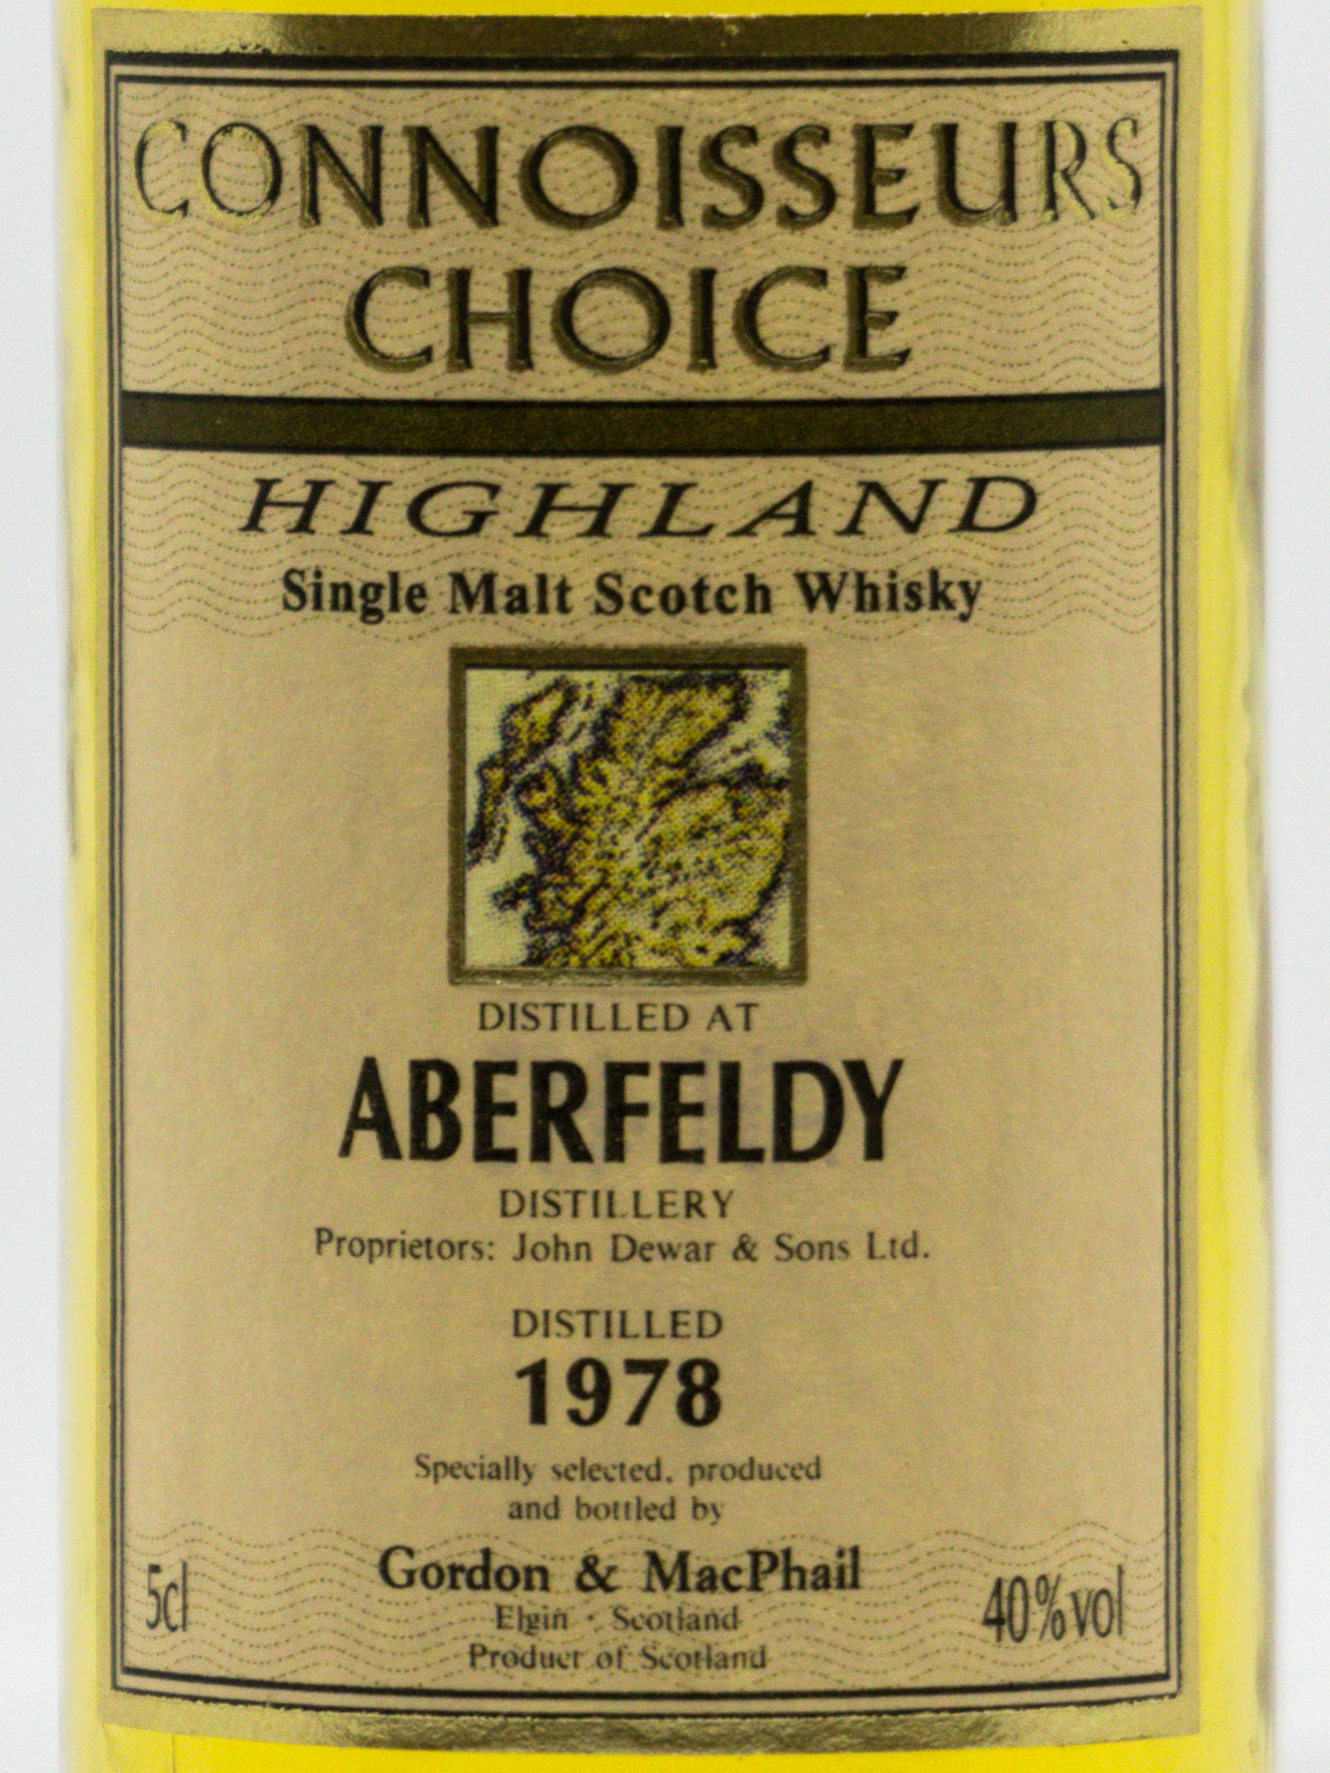 CONNOISSEURS
CHOICE
HIGHLAND
Single Malt Scotch Whisky
DISTILLED AT
ABERFELDY
DISTILLERY
Proprietors: John Dewar & Sons Ltd.
DISTILLED
1978
Specially selected, produced
and bottled by
Gordon & MacPhail
5cl
Elgin · Scotland
40%vol
Product of Scotland